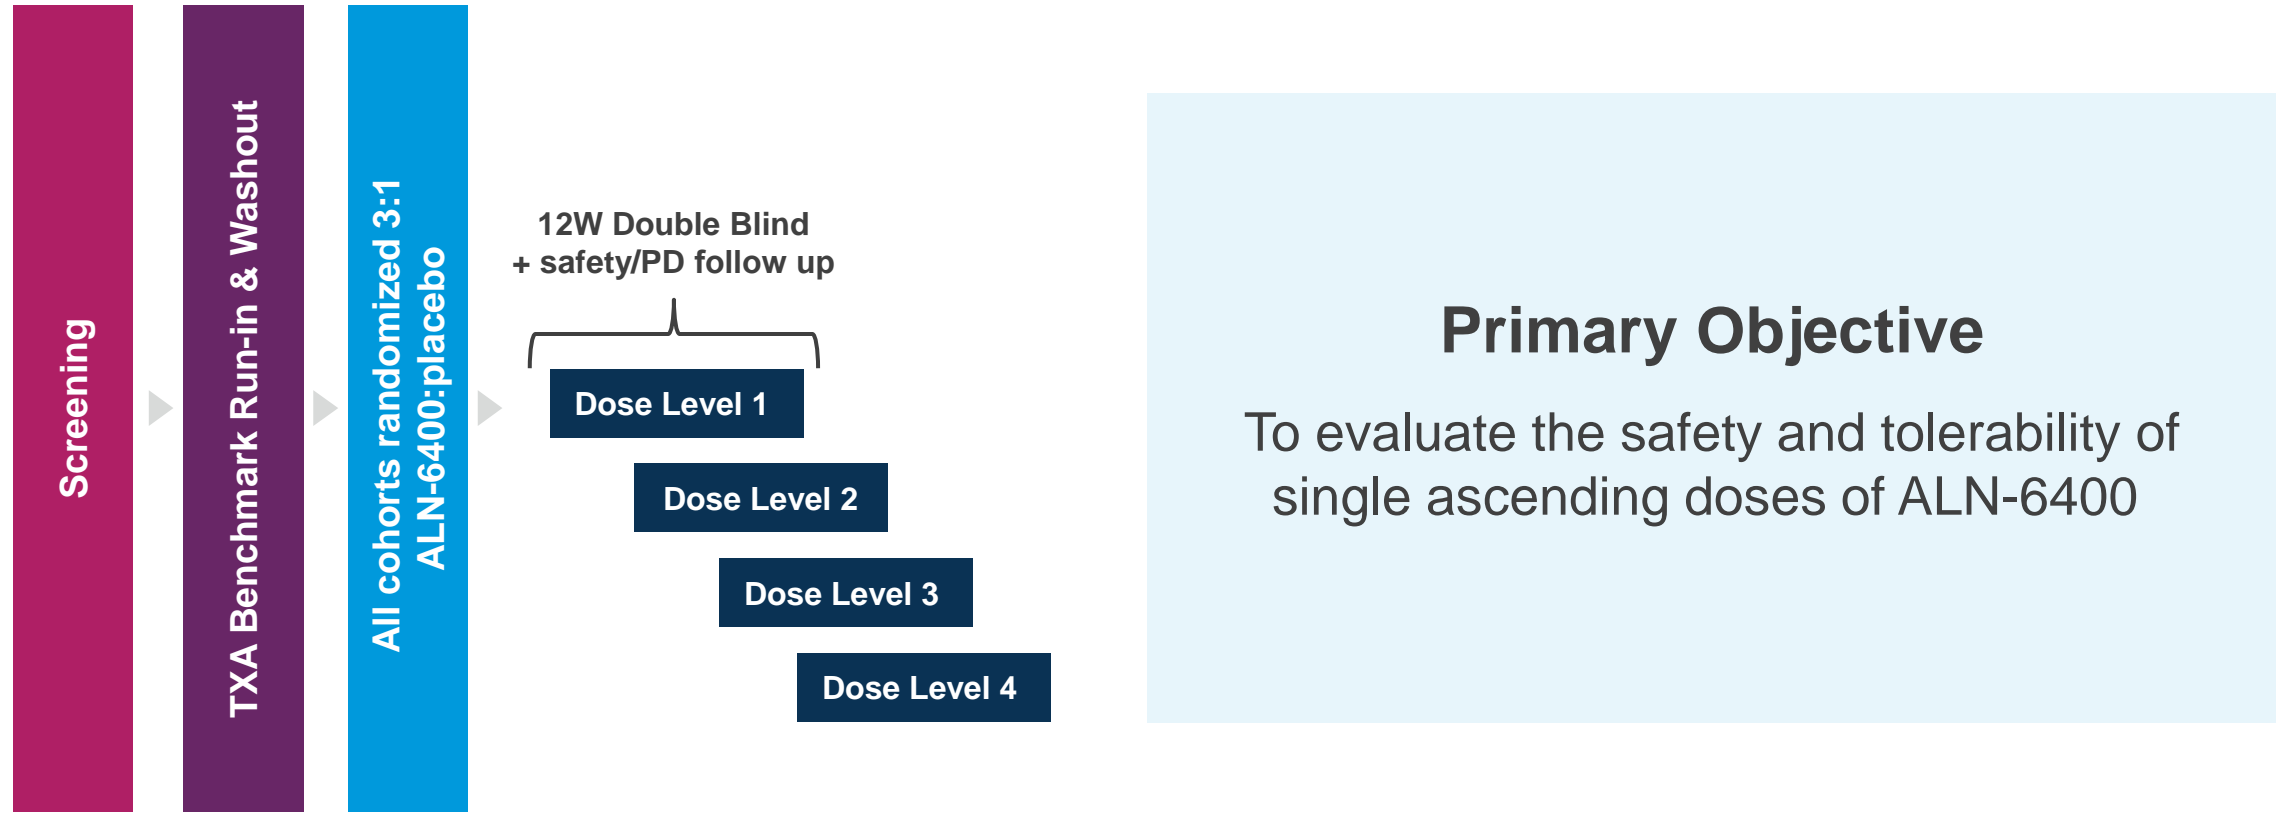 Screening
TXA Benchmark Run-in & Washout
All cohorts randomized 3:1
ALN-6400:placebo
12W Double Blind
+ safety/PD follow up
Dose Level 1
Dose Level 2
Dose Level 3
Dose Level 4
Primary Objective
To evaluate the safety and tolerability of
single ascending doses of ALN-6400